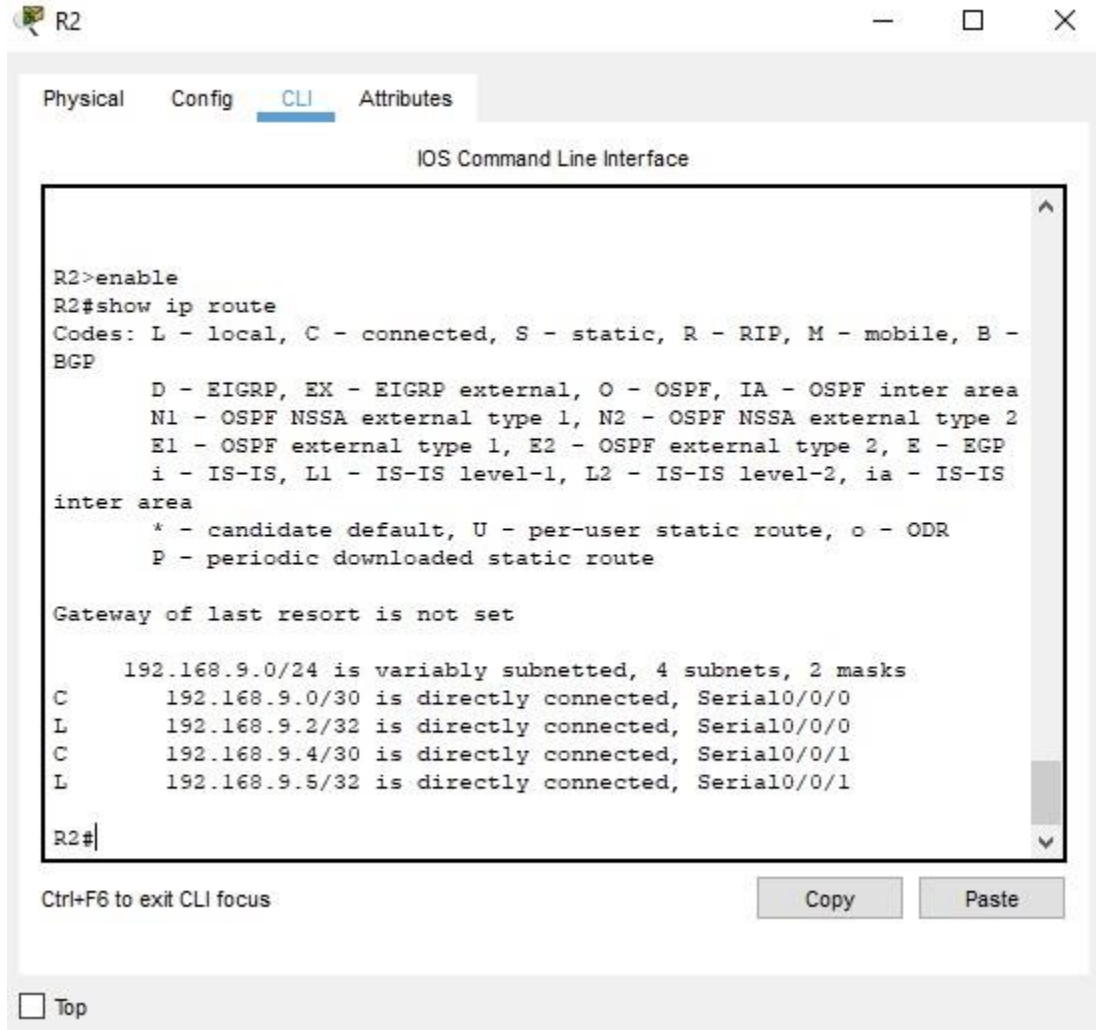 R2
Physical Config CLI Attributes
IOS Command Line Interface
R2>enable
R2#show ip route
Codes: L - local, C - connected, S - static, R - RIP, M - mobile, B -
BGP
D - EIGRP, EX - EIGRP external, O - OSPF, IA - OSPF inter area
N1 - OSPF NSSA external type 1, N2 - OSPF NSSA external type 2
E1 - OSPF external type 1, E2 - OSPF external type 2, E - EGP
i - IS-IS, L1 - IS-IS level-1, L2 - IS-IS level-2, ia - IS-IS
inter area
* - candidate default, U - per-user static route, o - ODR
P - periodic downloaded static route
Gateway of last resort is not set
192.168.9.0/24 is variably subnetted, 4 subnets, 2 masks
C 192.168.9.0/30 is directly connected, Serial0/0/0
L 192.168.9.2/32 is directly connected, Serial0/0/0
C 192.168.9.4/30 is directly connected, Serial0/0/1
L 192.168.9.5/32 is directly connected, Serial0/0/1
R2#
Ctrl+F6 to exit CLI focus
Copy Paste
Top